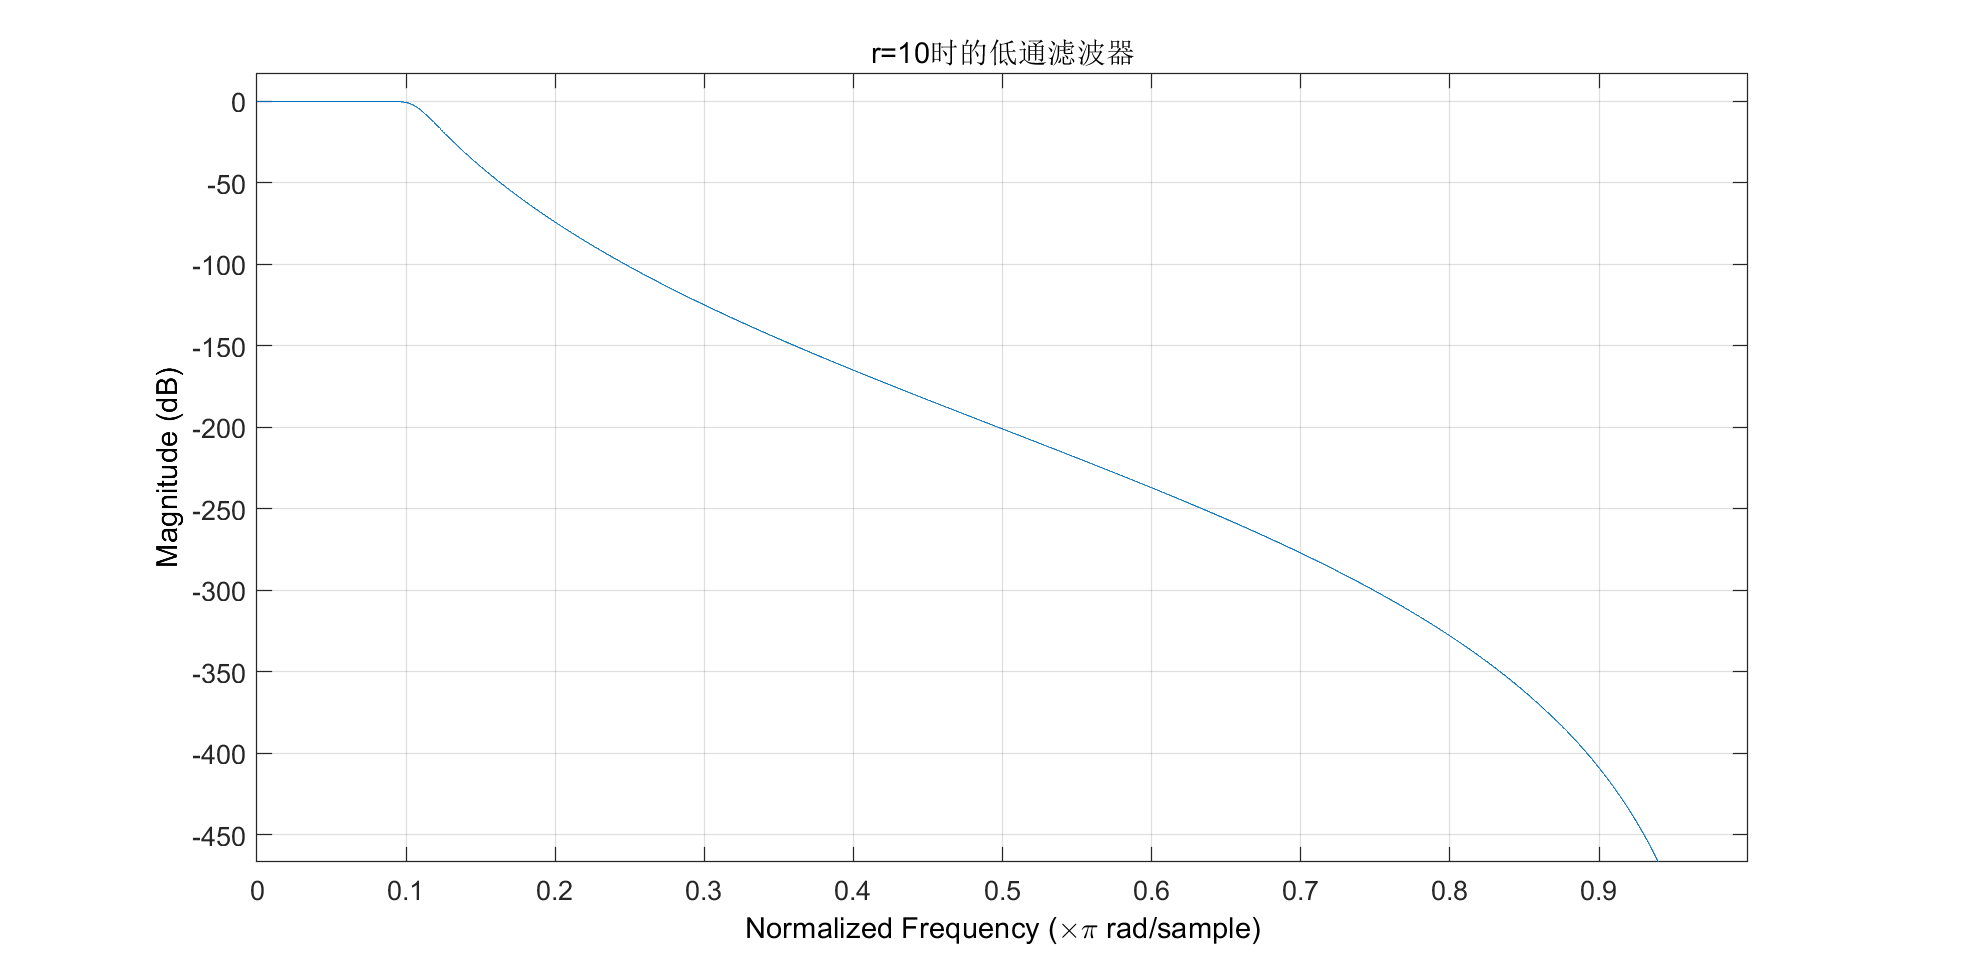 r=10时的低通滤波器
0
-50
-100
-150
-200
-250
-300
-350
-400
-450
Magnitude (dB)
0 0.1 0.2 0.3 0.4 0.5 0.6 0.7 0.8 0.9
Normalized Frequency (×π rad/sample)